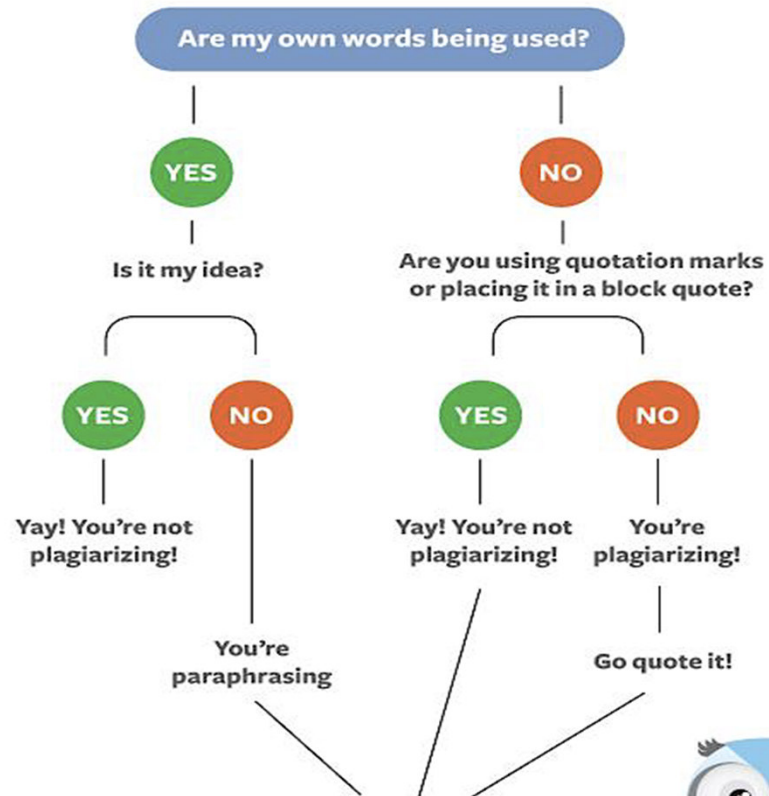 Are my own words being used?
YES
NO
Is it my idea?
Are you using quotation marks
or placing it in a block quote?
YES
NO
YES
NO
Yay! You're not
plagiarizing!
Yay! You're not
plagiarizing!
You're
plagiarizing!
You're
paraphrasing
Go quote it!